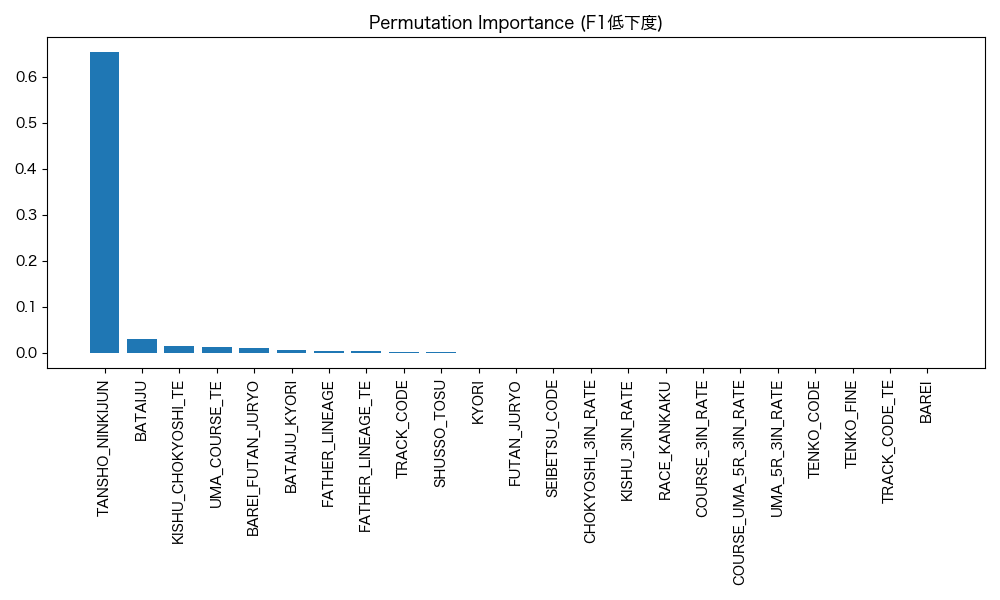 Permutation Importance (F1低下度)
0.6
0.5
0.4
0.3
0.2
0.1
0.0
TANSHO_NINKIJUN
BATAIJU
KISHU_CHOKYOSHI_TE
UMA_COURSE_TE
BAREI_FUTAN_JURYO
BATAIJU_KYORI
FATHER_LINEAGE
FATHER_LINEAGE_TE
TRACK_CODE
SHUSSO_TOSU
KYORI
FUTAN_JURYO
SEIBETSU_CODE
CHOKYOSHI_3IN_RATE
KISHU_3IN_RATE
RACE_KANKAKU
COURSE_3IN_RATE
COURSE_UMA_5R_3IN_RATE
UMA_5R_3IN_RATE
TENKO_CODE
TENKO_FINE
TRACK_CODE_TE
BAREI